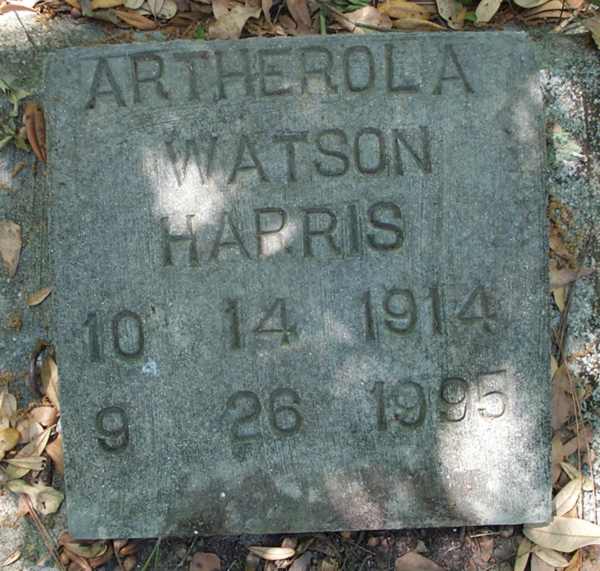 ARTHEROLA
WATSON
HARRIS
10 14 1914
9 26 1995